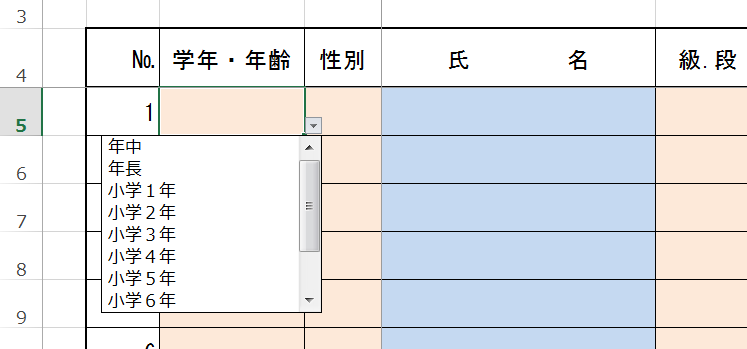 3
4 No. 学年・年齢 性別 氏 名 級.段
5 1
年中
6 年長
小学１年
小学２年
7 小学３年
小学４年
8 小学５年
小学６年
9